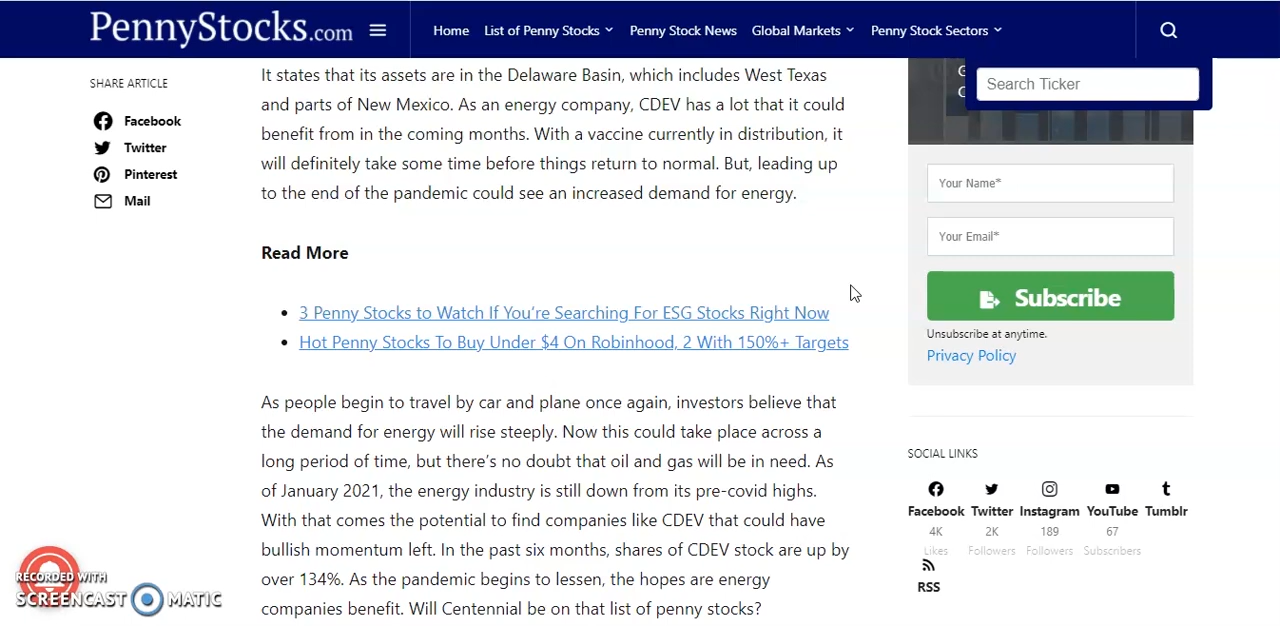 PennyStocks.com
Home
List of Penny Stocks
Penny Stock News
Global Markets
Penny Stock Sectors
Search Ticker
SHARE ARTICLE
Facebook
Twitter
Pinterest
Mail
It states that its assets are in the Delaware Basin, which includes West Texas
and parts of New Mexico. As an energy company, CDEV has a lot that it could
benefit from in the coming months. With a vaccine currently in distribution, it
will definitely take some time before things return to normal. But, leading up
to the end of the pandemic could see an increased demand for energy.
Read More
3 Penny Stocks to Watch If You’re Searching For ESG Stocks Right Now
Hot Penny Stocks To Buy Under $4 On Robinhood, 2 With 150%+ Targets
As people begin to travel by car and plane once again, investors believe that
the demand for energy will rise steeply. Now this could take place across a
long period of time, but there’s no doubt that oil and gas will be in need. As
of January 2021, the energy industry is still down from its pre-covid highs.
With that comes the potential to find companies like CDEV that could have
bullish momentum left. In the past six months, shares of CDEV stock are up by
over 134%. As the pandemic begins to lessen, the hopes are energy
companies benefit. Will Centennial be on that list of penny stocks?
Your Name*
Your Email*
Subscribe
Unsubscribe at anytime.
Privacy Policy
SOCIAL LINKS
Facebook Twitter Instagram YouTube Tumblr
4K 2K 189 67
Likes Followers Followers Subscribers
RSS
RECORDED WITH
SCREENCAST MATIC